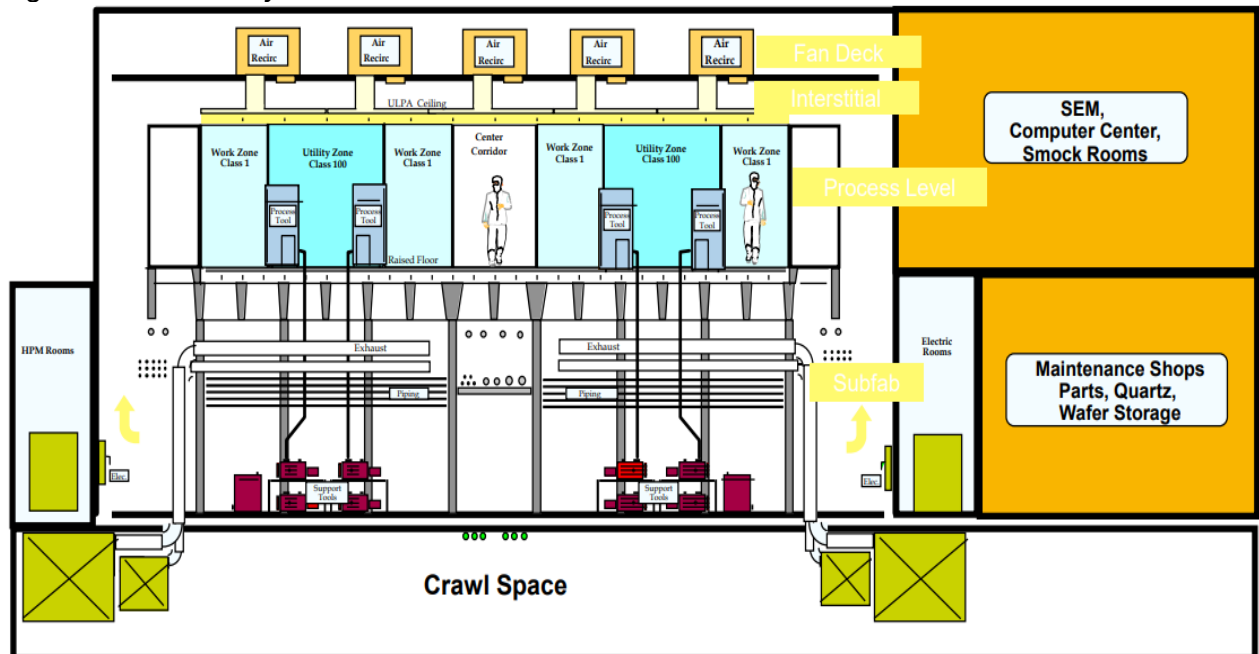 Air
Recirc
Air
Recirc
Air
Recirc
Air
Recirc
Air
Recirc
Fan Deck
Interstitial
ULPA Ceiling
SEM,
Computer Center,
Smock Rooms
Work Zone
Class 1
Utility Zone
Class 100
Work Zone
Class 1
Center
Corridor
Work Zone
Class 1
Utility Zone
Class 100
Work Zone
Class 1
Process Level
Process
Tool
Process
Tool
Process
Tool
Process
Tool
Raised Floor
HPM Rooms
Exhaust
Exhaust
Electric
Rooms
Subfab
Maintenance Shops
Parts, Quartz,
Wafer Storage
Piping
Piping
Elec.
Support
Tools
Support
Tools
Elec.
Crawl Space